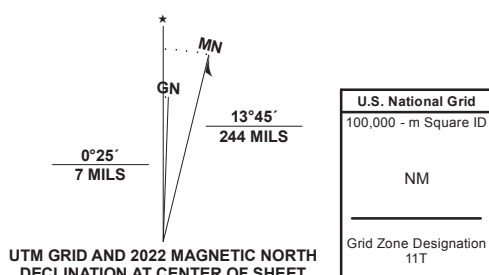 ★
MN
GN
13°45´
244 MILS
0°25´
7 MILS
UTM GRID AND 2022 MAGNETIC NORTH
DECLINATION AT CENTER OF SHEET
U.S. National Grid
100,000 - m Square ID
NM
Grid Zone Designation
11T